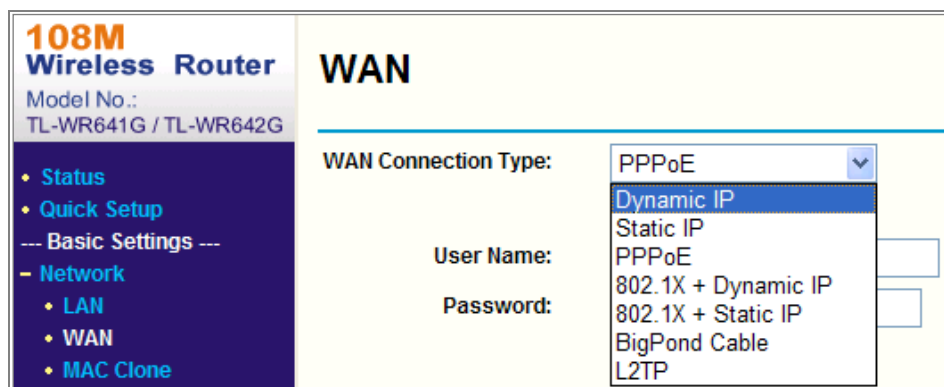 108M
Wireless Router
Model No.:
TL-WR641G / TL-WR642G
Status
Quick Setup
--- Basic Settings ---
Network
LAN
WAN
MAC Clone
WAN
WAN Connection Type:
PPPoE
Dynamic IP
Static IP
PPPoE
802.1X + Dynamic IP
802.1X + Static IP
BigPond Cable
L2TP
User Name:
Password: